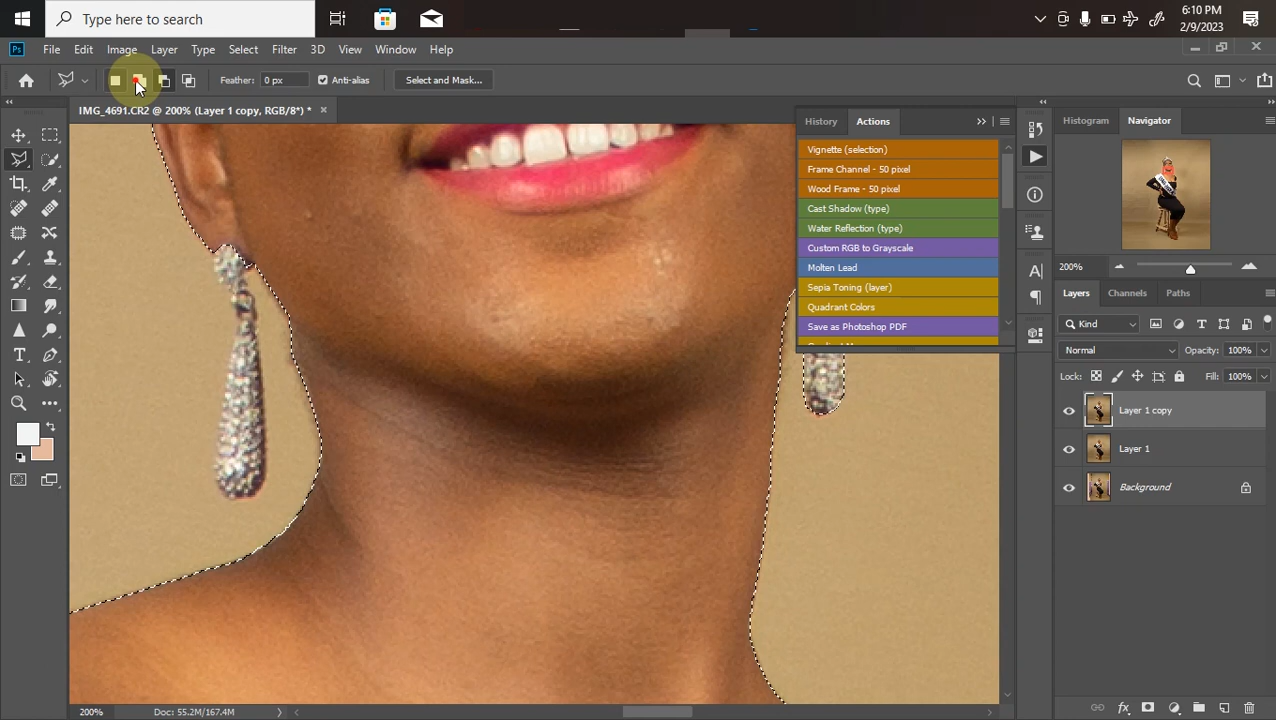 Type here to search
6:10 PM
2/9/2023
Ps
File Edit Image Layer Type Select Filter 3D View Window Help
Feather: 0 px Anti-alias Select and Mask...
IMG_4691.CR2 @ 200% (Layer 1 copy, RGB/8*) *
History Actions
Vignette (selection)
Frame Channel - 50 pixel
Wood Frame - 50 pixel
Cast Shadow (type)
Water Reflection (type)
Custom RGB to Grayscale
Molten Lead
Sepia Toning (layer)
Quadrant Colors
Save as Photoshop PDF
Histogram Navigator
200%
Layers Channels Paths
Kind
Normal Opacity: 100%
Lock: Fill: 100%
Layer 1 copy
Layer 1
Background
200% Doc: 55.2M/167.4M